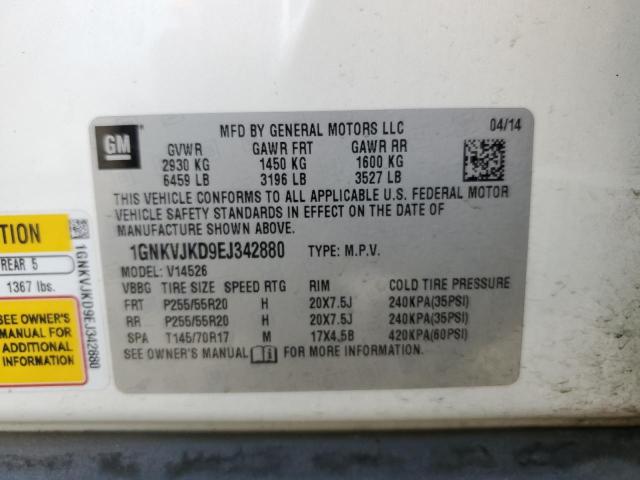 GM
MFD BY GENERAL MOTORS LLC 04/14
GVWR GAWR FRT GAWR RR
2930 KG 1450 KG 1600 KG
6459 LB 3196 LB 3527 LB
THIS VEHICLE CONFORMS TO ALL APPLICABLE U.S. FEDERAL MOTOR
VEHICLE SAFETY STANDARDS IN EFFECT ON THE DATE OF
MANUFACTURE SHOWN ABOVE.
1GNKVJKD9EJ342880 TYPE: M.P.V.
MODEL: V14526
VBBG TIRE SIZE SPEED RTG RIM COLD TIRE PRESSURE
FRT P255/55R20 H 20X7.5J 240KPA(35PSI)
RR P255/55R20 H 20X7.5J 240KPA(35PSI)
SPA T145/70R17 M 17X4.5B 420KPA(60PSI)
SEE OWNER'S MANUAL FOR MORE INFORMATION.
TION
REAR 5
1367 lbs.
SEE OWNER'S
MANUAL FOR
ADDITIONAL
INFORMATION
1GNKVJKD9EJ342880